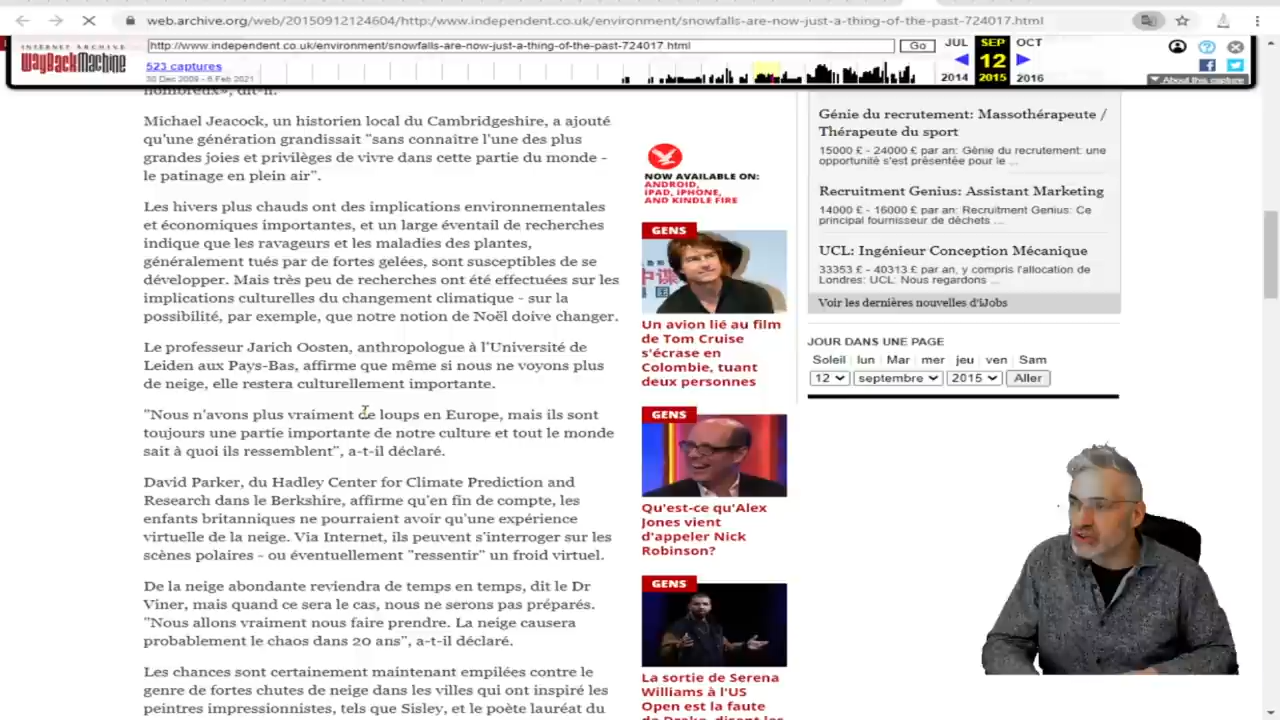 web.archive.org/web/20150912124604/http:/www.independent.co.uk/environment/snowfalls-are-now-just-a-thing-of-the-past-724017.html
INTERNET ARCHIVE
WayBackMachine
http://www.independent.co.uk/environment/snowfalls-are-now-just-a-thing-of-the-past-724017.html
Go
JUL
SEP
OCT
523 captures
30 Dec 2009 - 6 Feb 2021
12
2014
2015
2016
About this capture
nombreux», dit-il.
Michael Jeacock, un historien local du Cambridgeshire, a ajouté
qu'une génération grandissait "sans connaître l'une des plus
grandes joies et privilèges de vivre dans cette partie du monde -
le patinage en plein air".
Les hivers plus chauds ont des implications environnementales
et économiques importantes, et un large éventail de recherches
indique que les ravageurs et les maladies des plantes,
généralement tués par de fortes gelées, sont susceptibles de se
développer. Mais très peu de recherches ont été effectuées sur les
implications culturelles du changement climatique - sur la
possibilité, par exemple, que notre notion de Noël doive changer.
Le professeur Jarich Oosten, anthropologue à l'Université de
Leiden aux Pays-Bas, affirme que même si nous ne voyons plus
de neige, elle restera culturellement importante.
"Nous n'avons plus vraiment de loups en Europe, mais ils sont
toujours une partie importante de notre culture et tout le monde
sait à quoi ils ressemblent", a-t-il déclaré.
David Parker, du Hadley Center for Climate Prediction and
Research dans le Berkshire, affirme qu'en fin de compte, les
enfants britanniques ne pourraient avoir qu'une expérience
virtuelle de la neige. Via Internet, ils peuvent s'interroger sur les
scènes polaires - ou éventuellement "ressentir" un froid virtuel.
De la neige abondante reviendra de temps en temps, dit le Dr
Viner, mais quand ce sera le cas, nous ne serons pas préparés.
"Nous allons vraiment nous faire prendre. La neige causera
probablement le chaos dans 20 ans", a-t-il déclaré.
Les chances sont certainement maintenant empilées contre le
genre de fortes chutes de neige dans les villes qui ont inspiré les
peintres impressionnistes, tels que Sisley, et le poète lauréat du
NOW AVAILABLE ON:
ANDROID,
iPAD, iPHONE,
AND KINDLE FIRE
GENS
Un avion lié au film
de Tom Cruise
s'écrase en
Colombie, tuant
deux personnes
GENS
Qu'est-ce qu'Alex
Jones vient
d'appeler Nick
Robinson?
GENS
La sortie de Serena
Williams à l'US
Open est la faute
de Drake, disent les
Génie du recrutement: Massothérapeute /
Thérapeute du sport
15000 £ - 24000 £ par an: Génie du recrutement: une
opportunité s'est présentée pour le ...
Recruitment Genius: Assistant Marketing
14000 £ - 16000 £ par an: Recruitment Genius: Ce
principal fournisseur de déchets ...
UCL: Ingénieur Conception Mécanique
33353 £ - 40313 £ par an, y compris l'allocation de
Londres: UCL: Nous regardons ...
Voir les dernières nouvelles d'iJobs
JOUR DANS UNE PAGE
Soleil lun Mar mer jeu ven Sam
12 septembre 2015 Aller